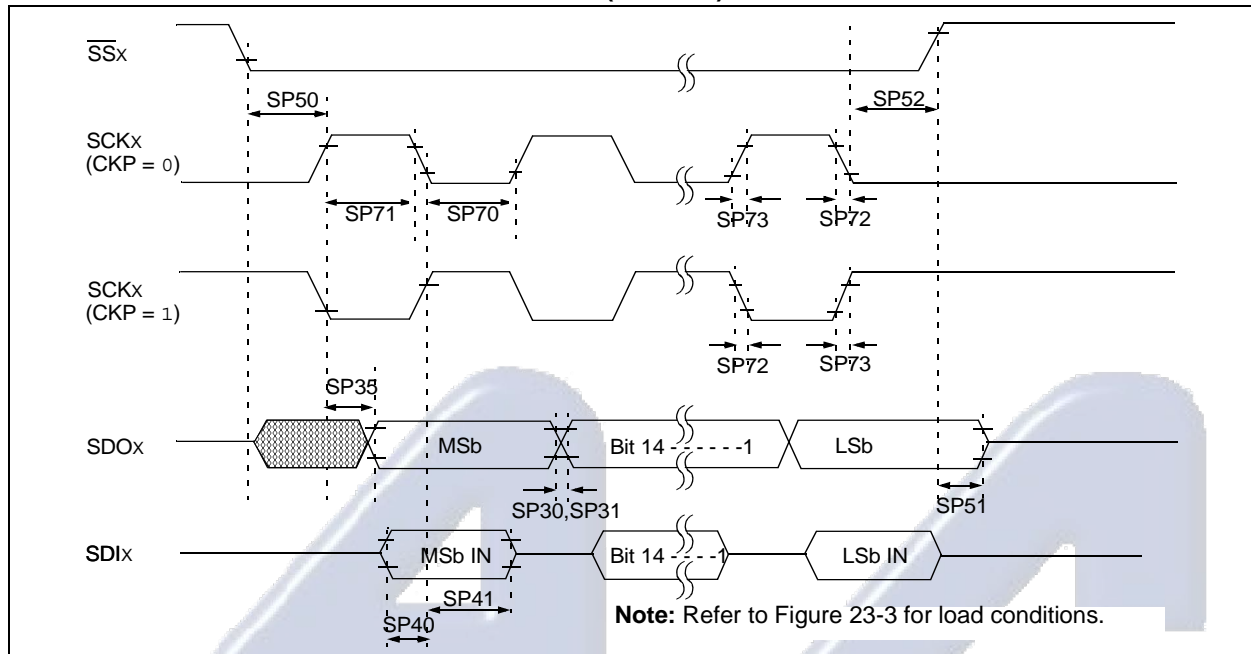 SSx
SP50
SP52
SCKx
(CKP = 0)
SP71
SP70
SP73
SP72
SCKx
(CKP = 1)
SP72
SP73
SP35
SDOx
MSb
Bit 14 - - - - - -1
LSb
SP30,SP31
SP51
SDIx
MSb IN
Bit 14 - - - -1
LSb IN
SP41
SP40
Note: Refer to Figure 23-3 for load conditions.